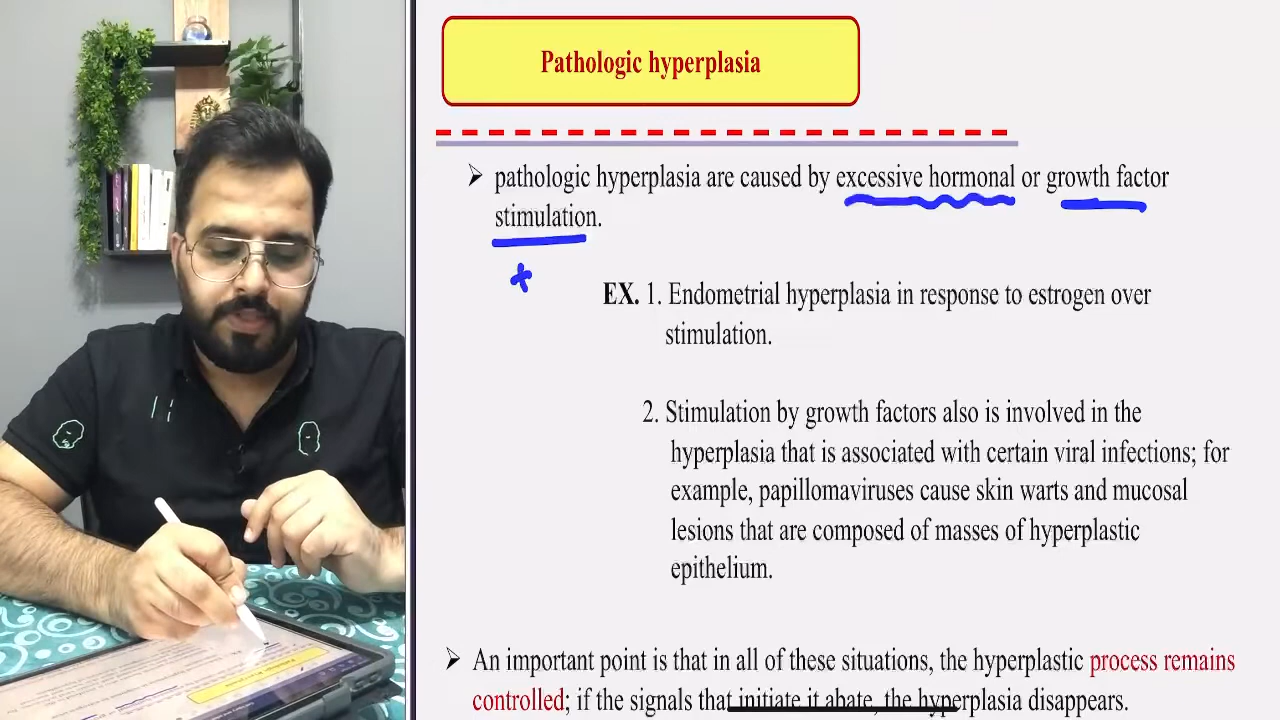 Pathologic hyperplasia
pathologic hyperplasia are caused by excessive hormonal or growth factor
stimulation.
EX. 1. Endometrial hyperplasia in response to estrogen over
stimulation.
2. Stimulation by growth factors also is involved in the
hyperplasia that is associated with certain viral infections; for
example, papillomaviruses cause skin warts and mucosal
lesions that are composed of masses of hyperplastic
epithelium.
An important point is that in all of these situations, the hyperplastic process remains
controlled; if the signals that initiate it abate, the hyperplasia disappears.